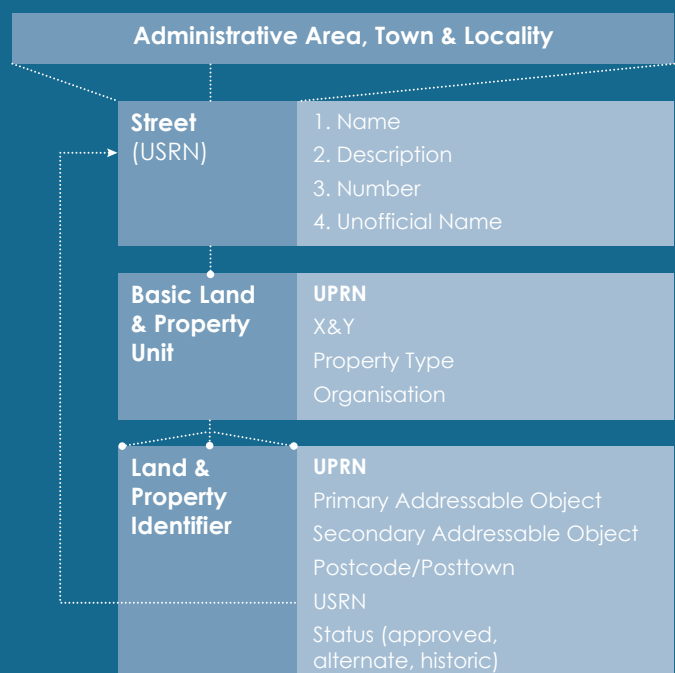 Administrative Area, Town & Locality
Street
(USRN)
1. Name
2. Description
3. Number
4. Unofficial Name
Basic Land
& Property
Unit
UPRN
X&Y
Property Type
Organisation
Land &
Property
Identifier
UPRN
Primary Addressable Object
Secondary Addressable Object
Postcode/Posttown
USRN
Status (approved,
alternate, historic)